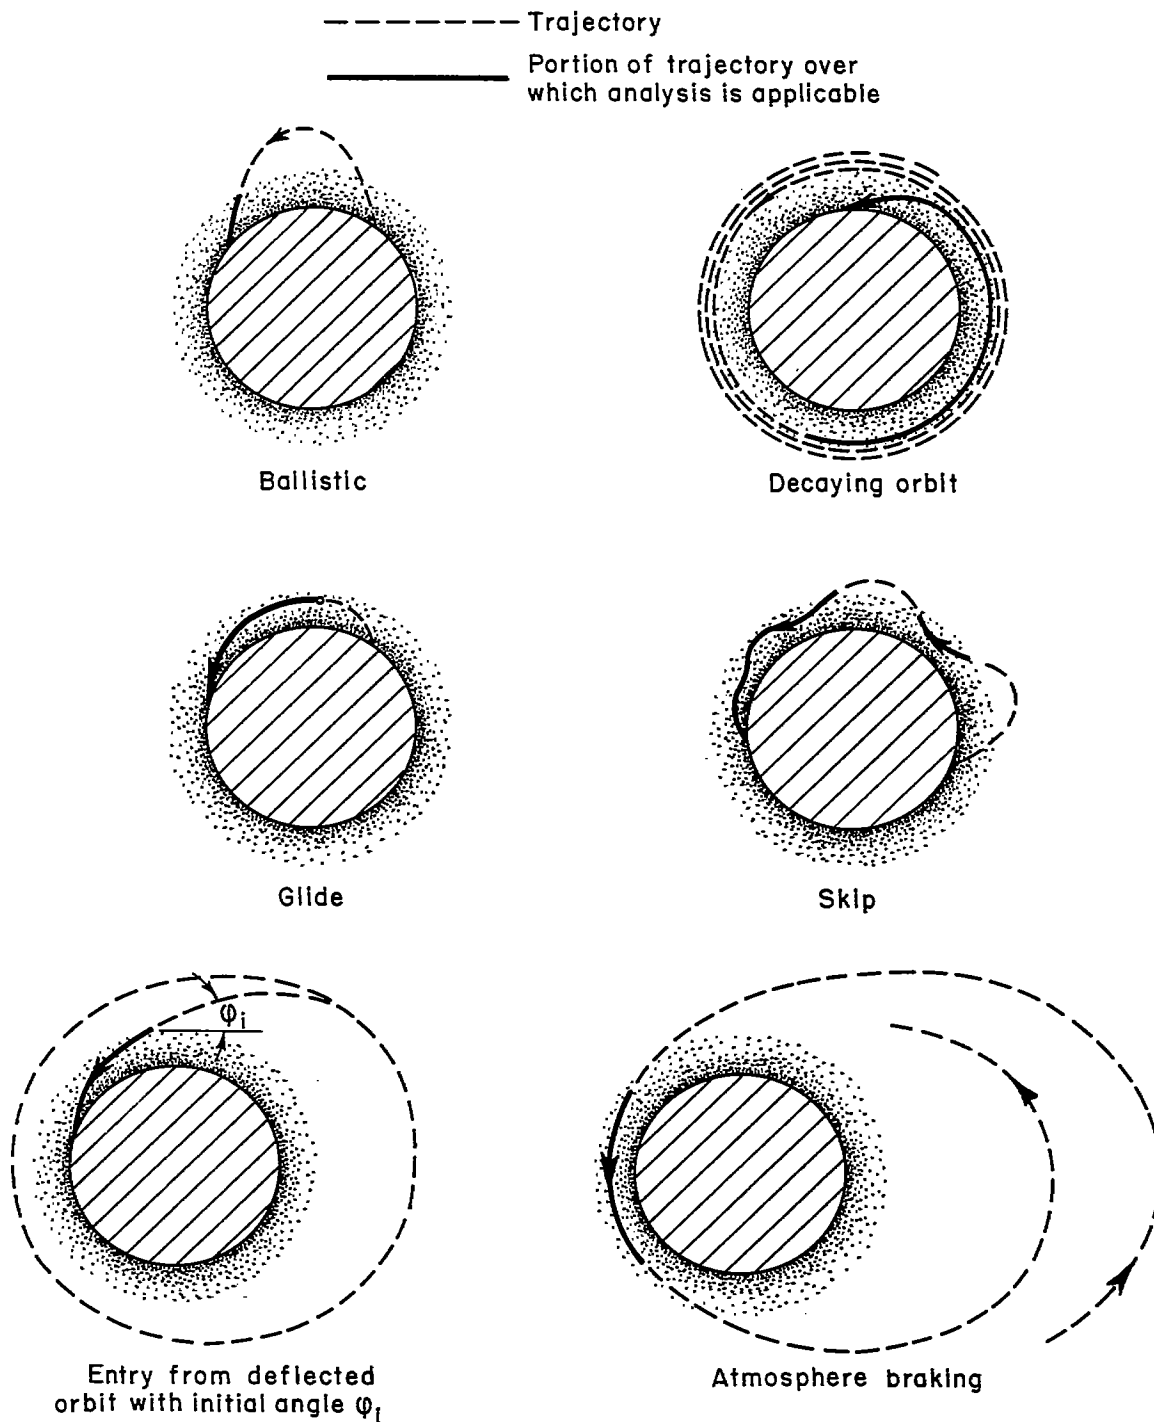 Trajectory
Portion of trajectory over
which analysis is applicable
Ballistic
Decaying orbit
Glide
Skip
φi
Entry from deflected
orbit with initial angle φi
Atmosphere braking